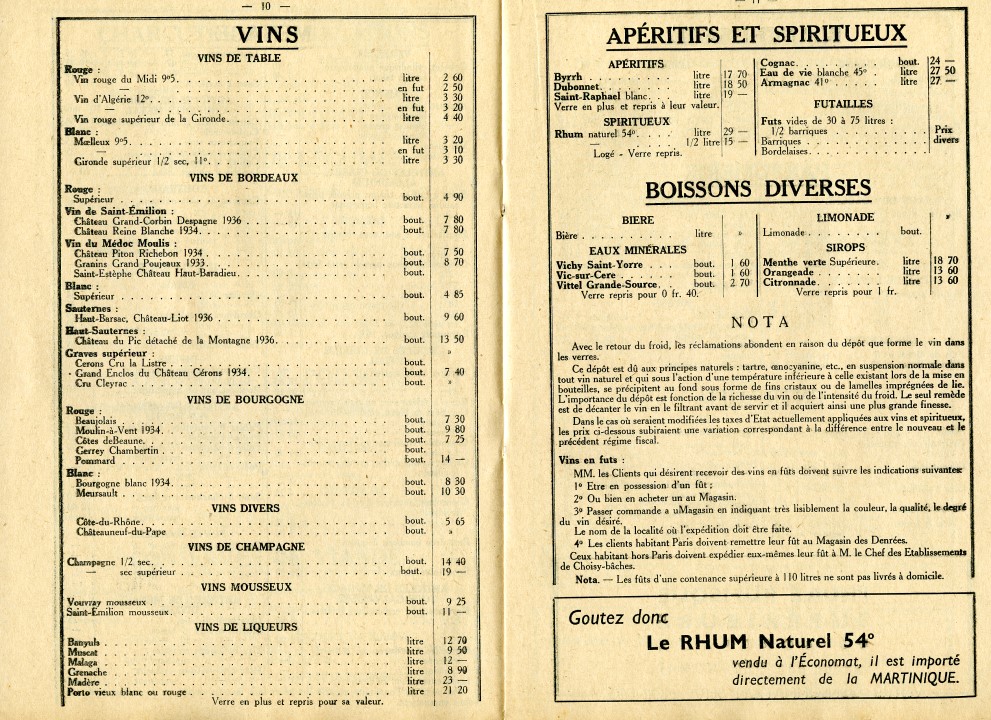 — 10 —
VINS
VINS DE TABLE
Rouge :
Vin rouge du Midi 9°5. litre 2 60
— en fut 2 50
Vin d'Algérie 12°. litre 3 30
— en fut 3 20
Vin rouge supérieur de la Gironde. litre 4 40
Blanc :
Mœlleux 9°5 litre 3 20
— en fut 3 10
Gironde supérieur 1/2 sec, 11°. litre 3 30
VINS DE BORDEAUX
Rouge :
Supérieur bout. 4 90
Vin de Saint-Émilion :
Château Grand-Corbin Despagne 1936 bout. 7 80
Château Reine Blanche 1934. bout. 7 80
Vin du Médoc Moulis :
Château Piton Richebon 1934 bout. 7 50
Granins Grand Poujeaux 1933. bout. 8 70
Saint-Estèphe Château Haut-Baradieu. bout.
Blanc :
Supérieur bout. 4 85
Sauternes :
Haut-Barsac, Château-Liot 1936 bout. 9 60
Haut-Sauternes :
Château du Pic détaché de la Montagne 1936. bout. 13 50
Graves supérieur : »
Cerons Cru la Listre bout.
Grand Enclos du Château Cérons 1934. bout. 7 40
Cru Cleyrac bout. »
VINS DE BOURGOGNE
Rouge :
Beaujolais bout. 7 30
Moulin-à-Vent 1934. bout. 9 80
Côtes deBeaune. bout. 7 25
Gerrey Chambertin bout.
Pommard bout. 14 —
Blanc :
Bourgogne blanc 1934. bout. 8 30
Meursault bout. 10 30
VINS DIVERS
Côte-du-Rhône. bout. 5 65
Châteauneuf-du-Pape bout. »
VINS DE CHAMPAGNE
Champagne 1/2 sec. bout. 14 40
— sec supérieur bout. 19 —
VINS MOUSSEUX
Vouvray mousseux bout. 9 25
Saint-Émilion mousseux. bout. 11 —
VINS DE LIQUEURS
Banyuls litre 12 70
Muscat litre 9 50
Malaga litre 12 —
Grenache litre 8 90
Madère litre 23 —
Porto vieux blanc ou rouge litre 21 20
Verre en plus et repris pour sa valeur.
— 11 —
APÉRITIFS ET SPIRITUEUX
APÉRITIFS
Byrrh litre 17 70
Dubonnet. litre 18 50
Saint-Raphael blanc. litre 19 —
Verre en plus et repris à leur valeur.
SPIRITUEUX
Rhum naturel 54°. litre 29 —
— 1/2 litre 15 —
Logé - Verre repris.
Cognac. bout. 24 —
Eau de vie blanche 45°. litre 27 50
Armagnac 41° litre 27 —
FUTAILLES
Futs vides de 30 à 75 litres :
1/2 barriques Prix
Barriques divers
Bordelaises.
BOISSONS DIVERSES
BIERE
Bière litre »
EAUX MINÉRALES
Vichy Saint-Yorre bout. 1 60
Vic-sur-Cere bout. 1 60
Vittel Grande-Source. bout. 2 70
Verre repris pour 0 fr. 40.
LIMONADE »
Limonade bout.
SIROPS
Menthe verte Supérieure. litre 18 70
Orangeade litre 13 60
Citronnade. litre 13 60
Verre repris pour 1 fr.
NOTA
Avec le retour du froid, les réclamations abondent en raison du dépôt que forme le vin dans
les verres.
Ce dépôt est dû aux principes naturels : tartre, œnocyanine, etc., en suspension normale dans
tout vin naturel et qui sous l'action d'une température inférieure à celle existant lors de la mise en
bouteilles, se précipitent au fond sous forme de fins cristaux ou de lamelles imprégnées de lie.
L'importance du dépôt est fonction de la richesse du vin ou de l'intensité du froid. Le seul remède
est de décanter le vin en le filtrant avant de servir et il acquiert ainsi une plus grande finesse.
Dans le cas où seraient modifiées les taxes d'Etat actuellement appliquées aux vins et spiritueux,
les prix ci-dessous subiraient une variation correspondant à la différence entre le nouveau et le
précédent régime fiscal.
Vins en futs :
MM. les Clients qui désirent recevoir des vins en fûts doivent suivre les indications suivantes:
1° Etre en possession d'un fût ;
2° Ou bien en acheter un au Magasin.
3° Passer commande a uMagasin en indiquant très lisiblement la couleur, la qualité, le degré
du vin désiré.
Le nom de la localité où l'expédition doit être faite.
4° Les clients habitant Paris doivent remettre leur fût au Magasin des Denrées.
Ceux habitant hors Paris doivent expédier eux-mêmes leur fût à M. le Chef des Etablissements
de Choisy-bâches.
Nota. — Les fûts d'une contenance supérieure à 110 litres ne sont pas livrés à domicile.
Goutez donc
Le RHUM Naturel 54°
vendu à l'Économat, il est importé
directement de la MARTINIQUE.